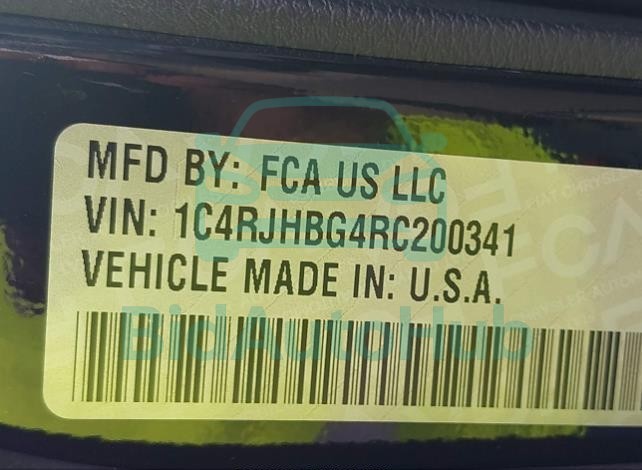 MFD BY: FCA US LLC
VIN: 1C4RJHBG4RC200341
VEHICLE MADE IN: U.S.A.
BidAutoHub